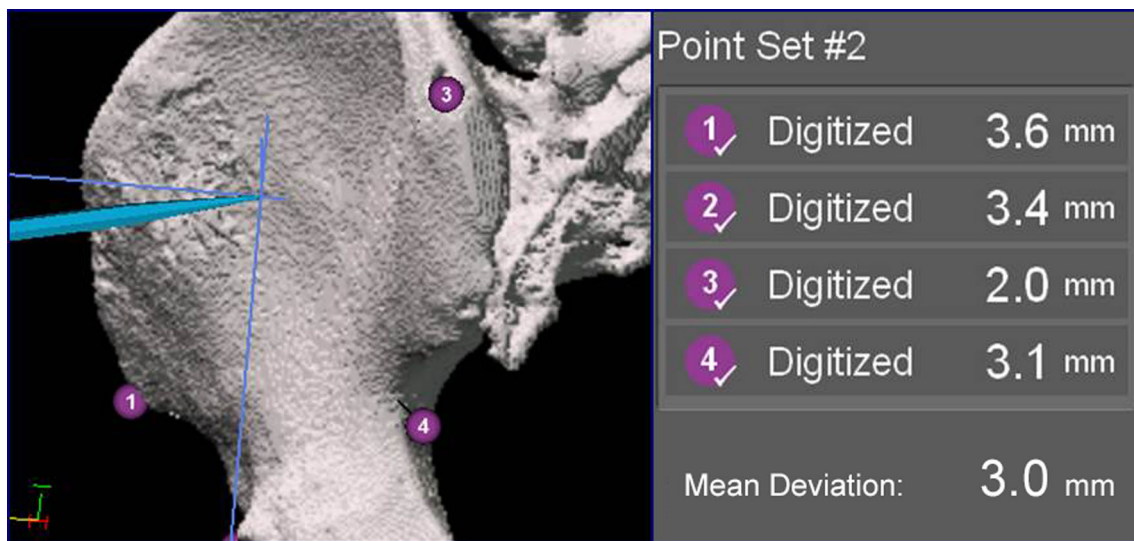 Point Set #2
1 Digitized 3.6 mm
2 Digitized 3.4 mm
3 Digitized 2.0 mm
4 Digitized 3.1 mm
Mean Deviation: 3.0 mm
3
1
4